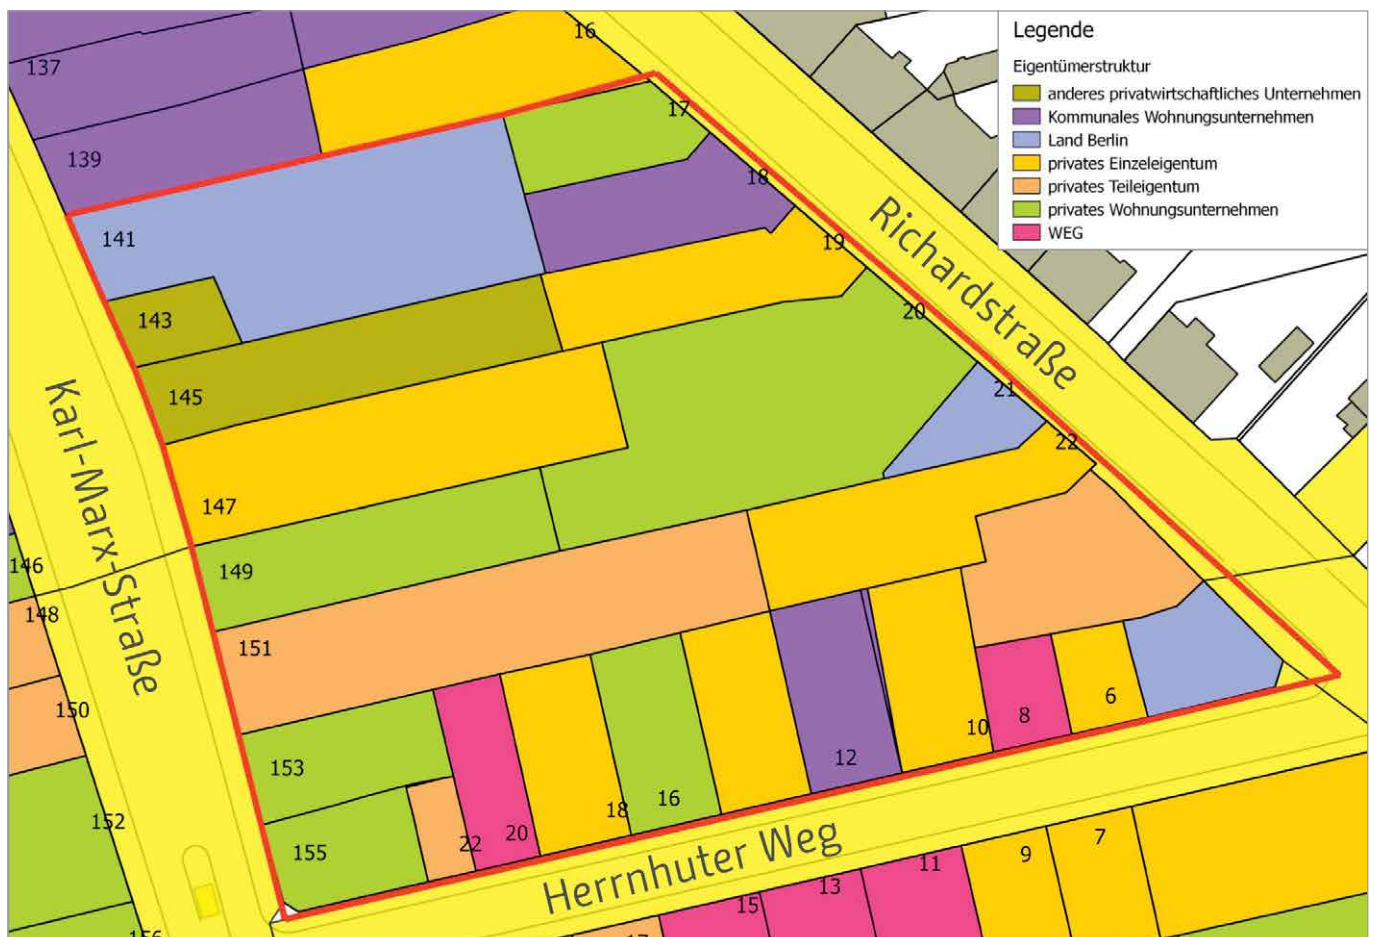 Legende
Eigentümerstruktur
anderes privatwirtschaftliches Unternehmen
Kommunales Wohnungsunternehmen
Land Berlin
privates Einzeleigentum
privates Teileigentum
privates Wohnungsunternehmen
WEG
16
137
17
139
18
141
19
143
20
Richardstraße
21
145
22
Karl-Marx-Straße
147
146
149
148
151
150
153
152
155
22
20
18
16
12
10
8
6
Herrnhuter Weg
15
13
11
9
7